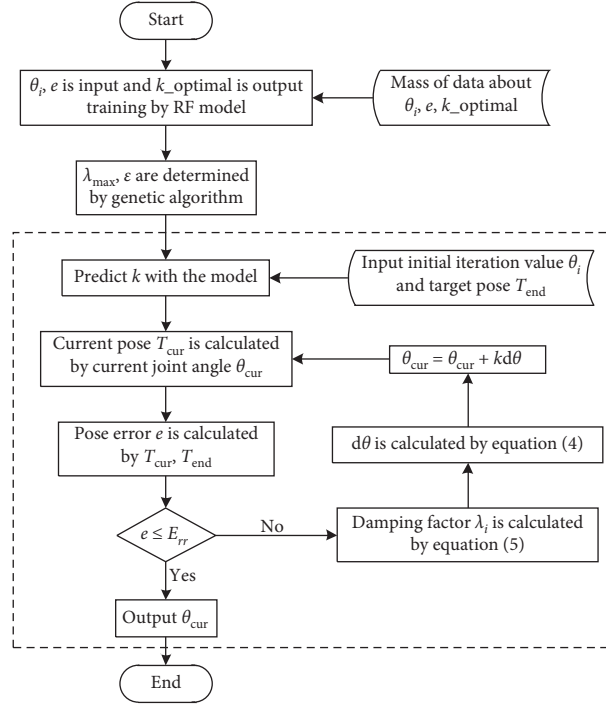 Start
θi, e is input and k_optimal is output
training by RF model
Mass of data about
θi, e, k_optimal
λmax, ε are determined
by genetic algorithm
Predict k with the model
Input initial iteration value θi
and target pose Tend
Current pose Tcur is calculated
by current joint angle θcur
θcur = θcur + kdθ
Pose error e is calculated
by Tcur, Tend
dθ is calculated by equation (4)
e ≤ Err
No
Damping factor λi is calculated
by equation (5)
Yes
Output θcur
End